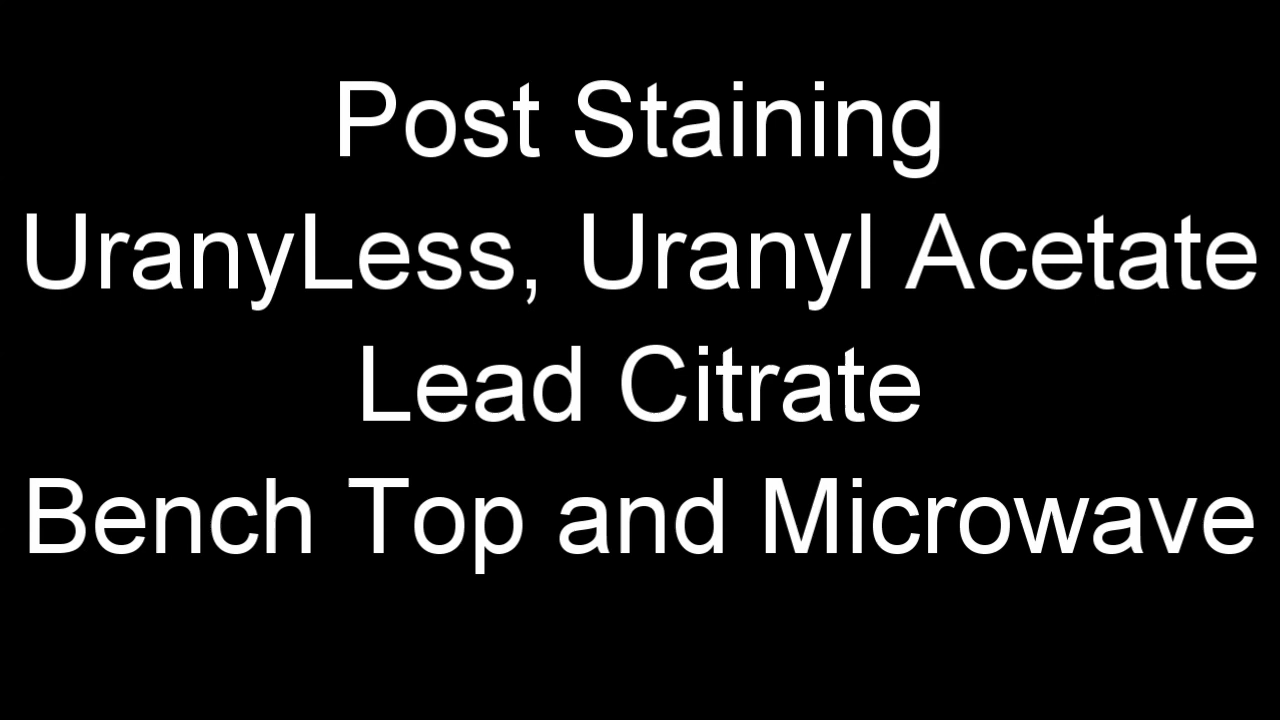 Post Staining
UranyLess, Uranyl Acetate
Lead Citrate
Bench Top and Microwave